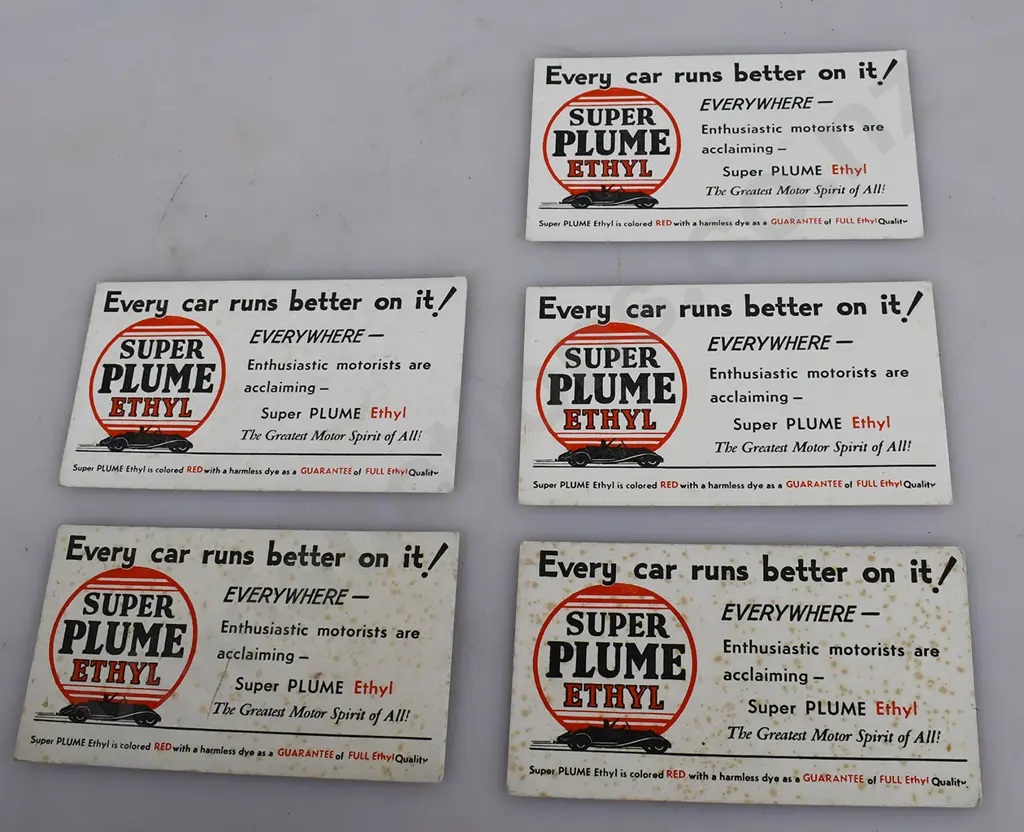 Every car runs better on it!
SUPER
PLUME
ETHYL
EVERYWHERE —
Enthusiastic motorists are
acclaiming —
Super PLUME Ethyl
The Greatest Motor Spirit of All!
Super PLUME Ethyl is colored RED with a harmless dye as a GUARANTEE of FULL Ethyl Quality
Every car runs better on it!
SUPER
PLUME
ETHYL
EVERYWHERE —
Enthusiastic motorists are
acclaiming —
Super PLUME Ethyl
The Greatest Motor Spirit of All!
Super PLUME Ethyl is colored RED with a harmless dye as a GUARANTEE of FULL Ethyl Quality
Every car runs better on it!
SUPER
PLUME
ETHYL
EVERYWHERE —
Enthusiastic motorists are
acclaiming —
Super PLUME Ethyl
The Greatest Motor Spirit of All!
Super PLUME Ethyl is colored RED with a harmless dye as a GUARANTEE of FULL Ethyl Quality
Every car runs better on it!
SUPER
PLUME
ETHYL
EVERYWHERE —
Enthusiastic motorists are
acclaiming —
Super PLUME Ethyl
The Greatest Motor Spirit of All!
Super PLUME Ethyl is colored RED with a harmless dye as a GUARANTEE of FULL Ethyl Quality
Every car runs better on it!
SUPER
PLUME
ETHYL
EVERYWHERE —
Enthusiastic motorists are
acclaiming —
Super PLUME Ethyl
The Greatest Motor Spirit of All!
Super PLUME Ethyl is colored RED with a harmless dye as a GUARANTEE of FULL Ethyl Quality